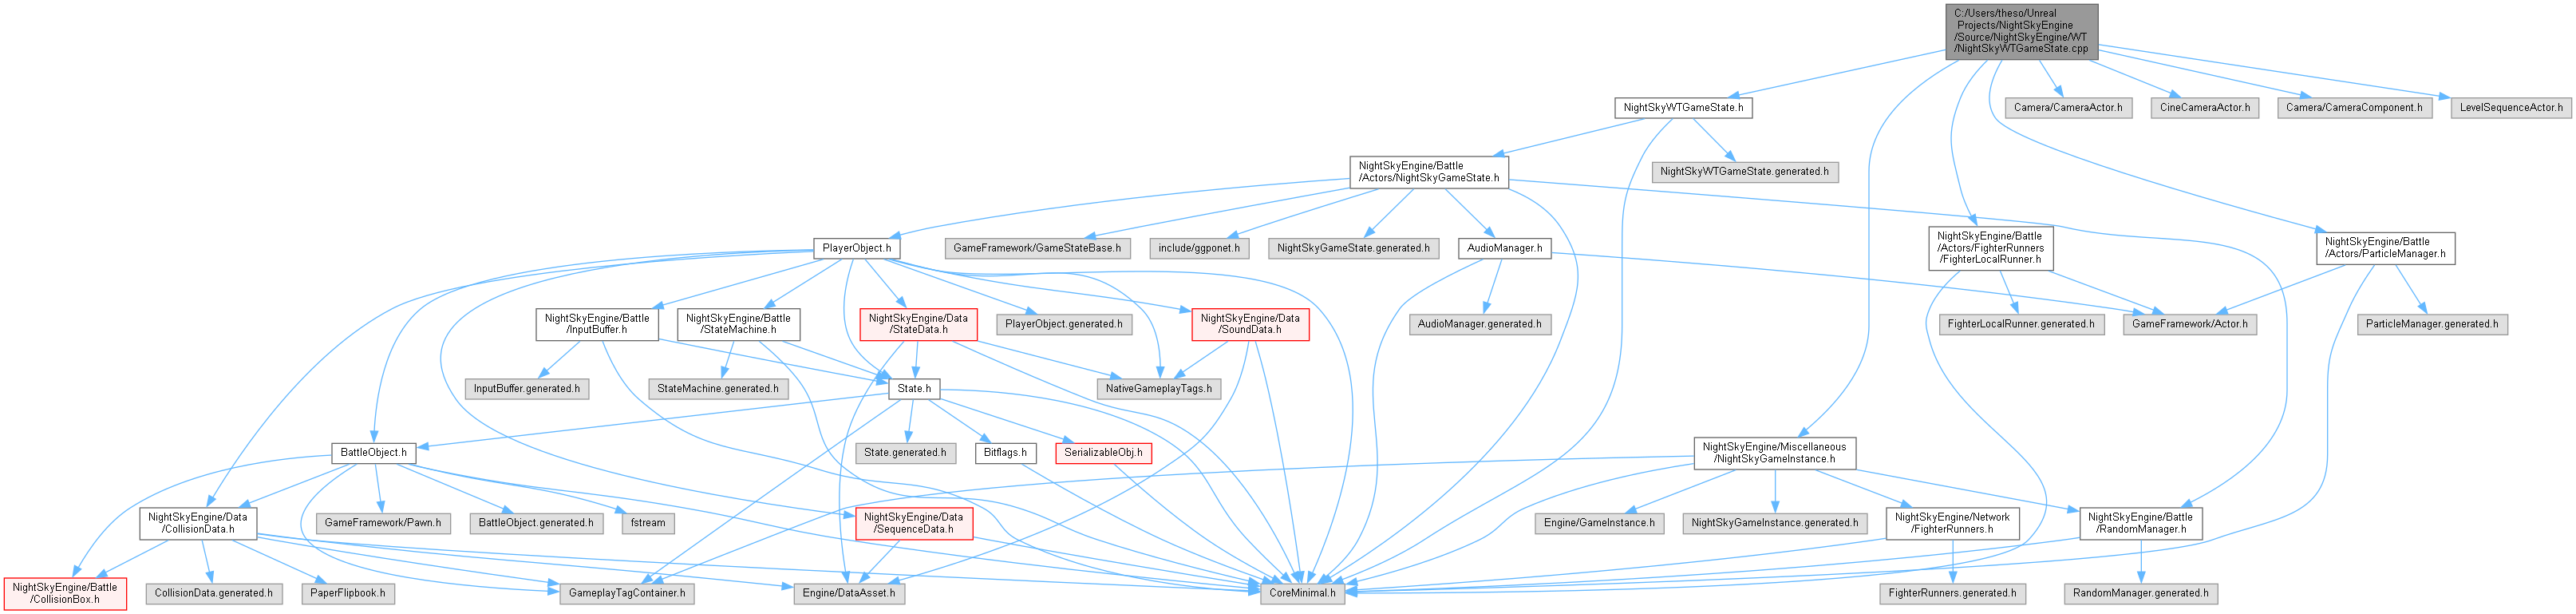 C:/Users/theso/Unreal
Projects/NightSkyEngine
/Source/NightSkyEngine/WT
/NightSkyWTGameState.cpp
NightSkyWTGameState.h
Camera/CameraActor.h
CineCameraActor.h
Camera/CameraComponent.h
LevelSequenceActor.h
NightSkyEngine/Battle
/Actors/NightSkyGameState.h
NightSkyWTGameState.generated.h
PlayerObject.h
GameFramework/GameStateBase.h
include/ggponet.h
NightSkyGameState.generated.h
AudioManager.h
NightSkyEngine/Battle
/Actors/FighterRunners
/FighterLocalRunner.h
NightSkyEngine/Battle
/Actors/ParticleManager.h
NightSkyEngine/Battle
/InputBuffer.h
NightSkyEngine/Battle
/StateMachine.h
NightSkyEngine/Data
/StateData.h
PlayerObject.generated.h
NightSkyEngine/Data
/SoundData.h
AudioManager.generated.h
FighterLocalRunner.generated.h
GameFramework/Actor.h
ParticleManager.generated.h
InputBuffer.generated.h
StateMachine.generated.h
State.h
NativeGameplayTags.h
BattleObject.h
State.generated.h
Bitflags.h
SerializableObj.h
NightSkyEngine/Miscellaneous
/NightSkyGameInstance.h
NightSkyEngine/Data
/CollisionData.h
GameFramework/Pawn.h
BattleObject.generated.h
fstream
NightSkyEngine/Data
/SequenceData.h
Engine/GameInstance.h
NightSkyGameInstance.generated.h
NightSkyEngine/Network
/FighterRunners.h
NightSkyEngine/Battle
/RandomManager.h
NightSkyEngine/Battle
/CollisionBox.h
CollisionData.generated.h
PaperFlipbook.h
GameplayTagContainer.h
Engine/DataAsset.h
CoreMinimal.h
FighterRunners.generated.h
RandomManager.generated.h